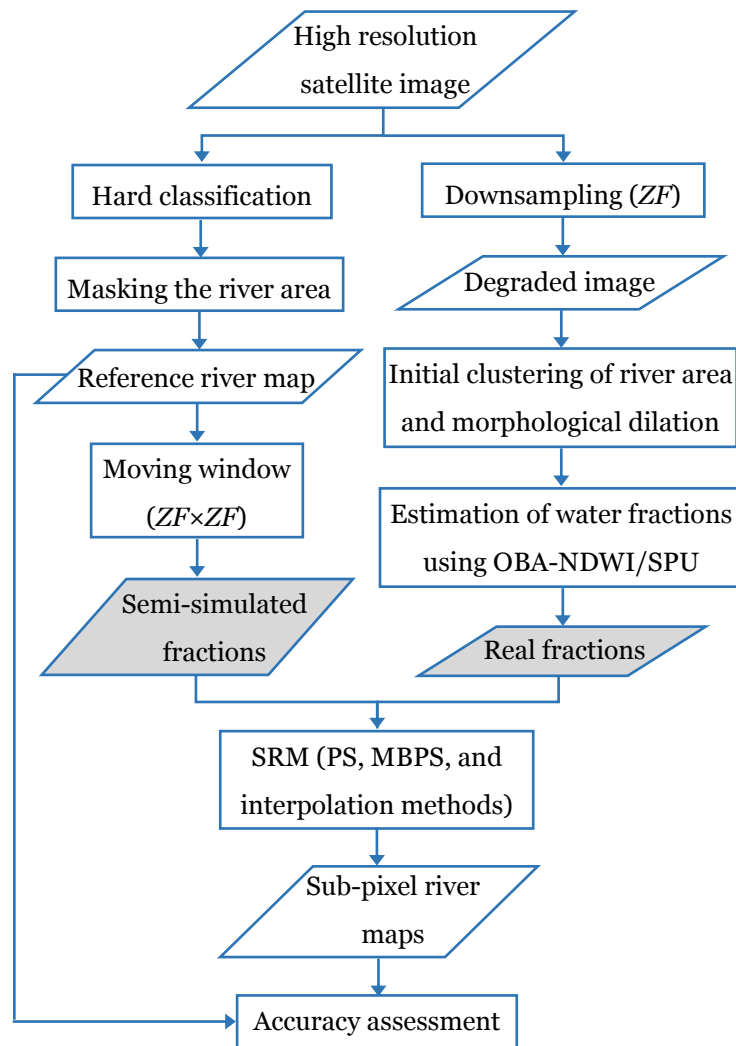 High resolution
satellite image
Hard classification
Downsampling (ZF)
Masking the river area
Degraded image
Reference river map
Initial clustering of river area
and morphological dilation
Moving window
(ZF×ZF)
Estimation of water fractions
using OBA-NDWI/SPU
Semi-simulated
fractions
Real fractions
SRM (PS, MBPS, and
interpolation methods)
Sub-pixel river
maps
Accuracy assessment